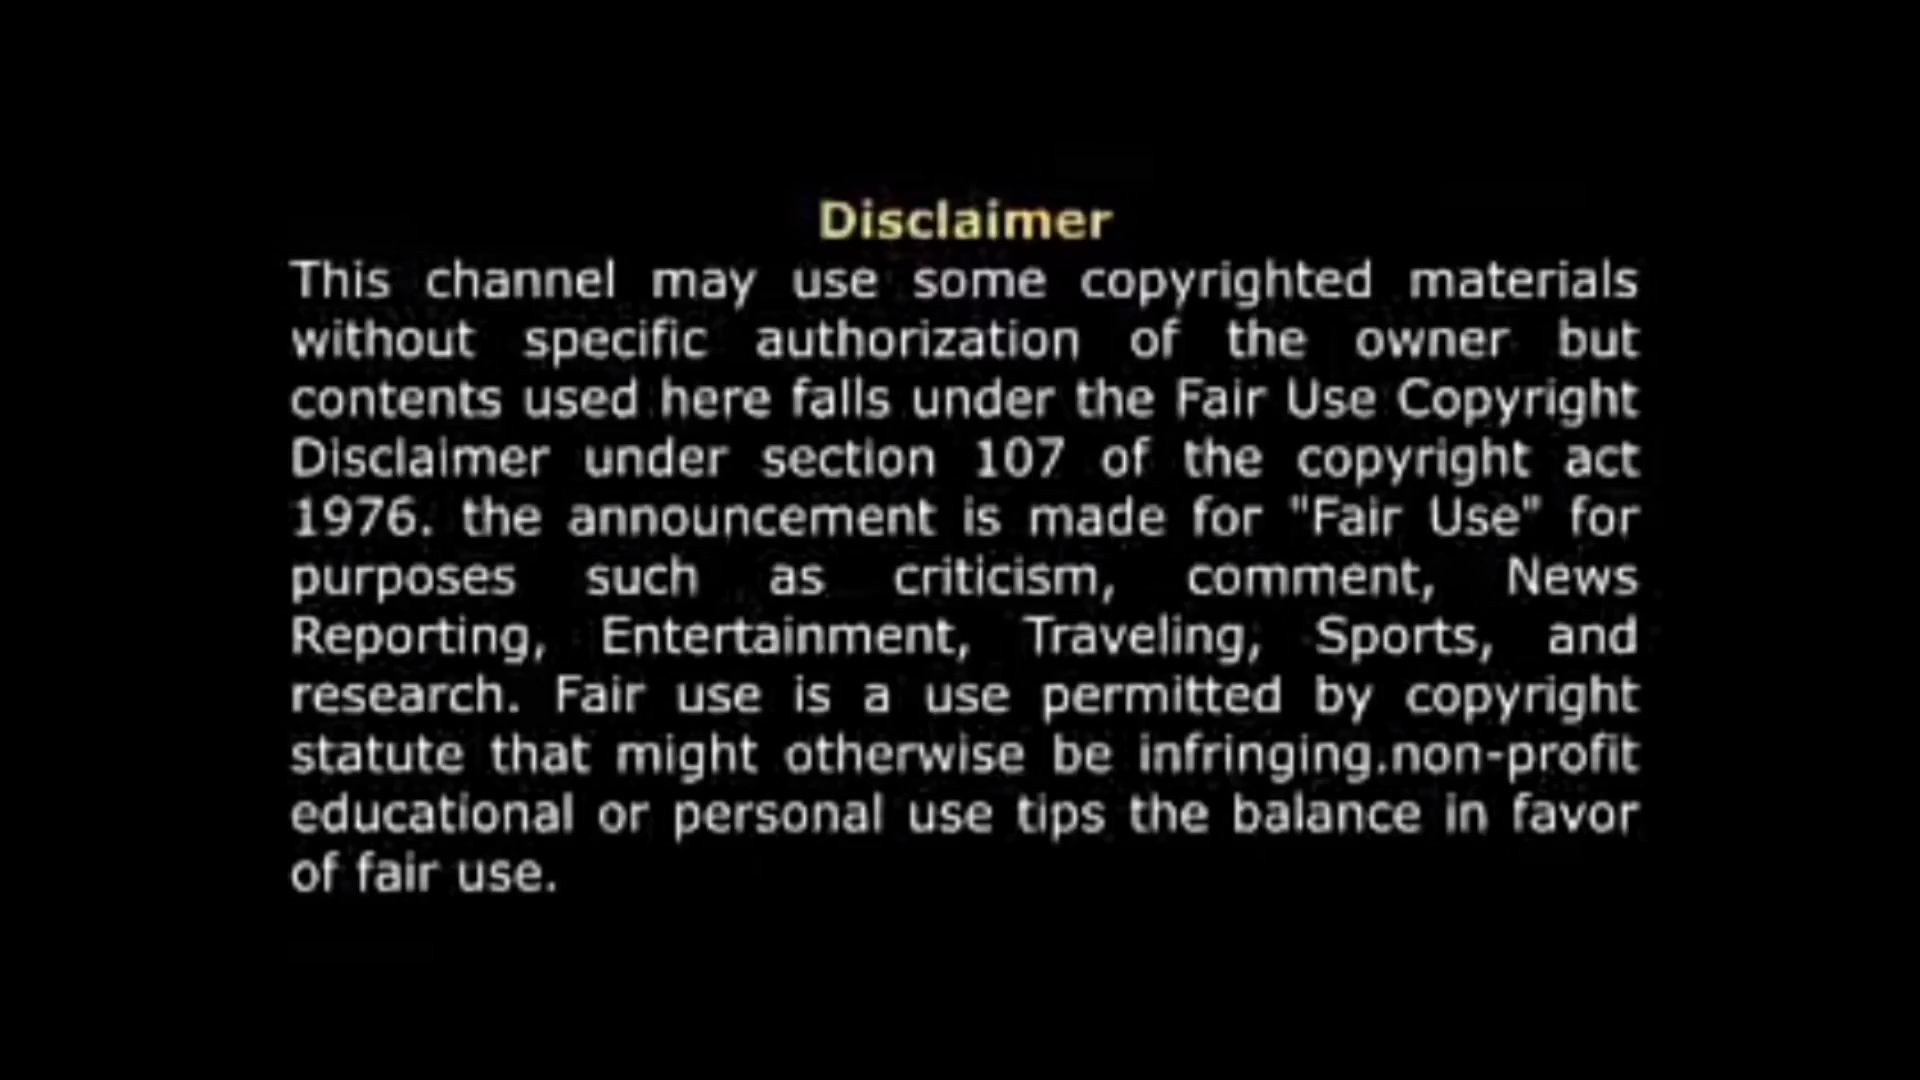 Disclaimer
This channel may use some copyrighted materials
without specific authorization of the owner but
contents used here falls under the Fair Use Copyright
Disclaimer under section 107 of the copyright act
1976. the announcement is made for "Fair Use" for
purposes such as criticism, comment, News
Reporting, Entertainment, Traveling, Sports, and
research. Fair use is a use permitted by copyright
statute that might otherwise be infringing.non-profit
educational or personal use tips the balance in favor
of fair use.